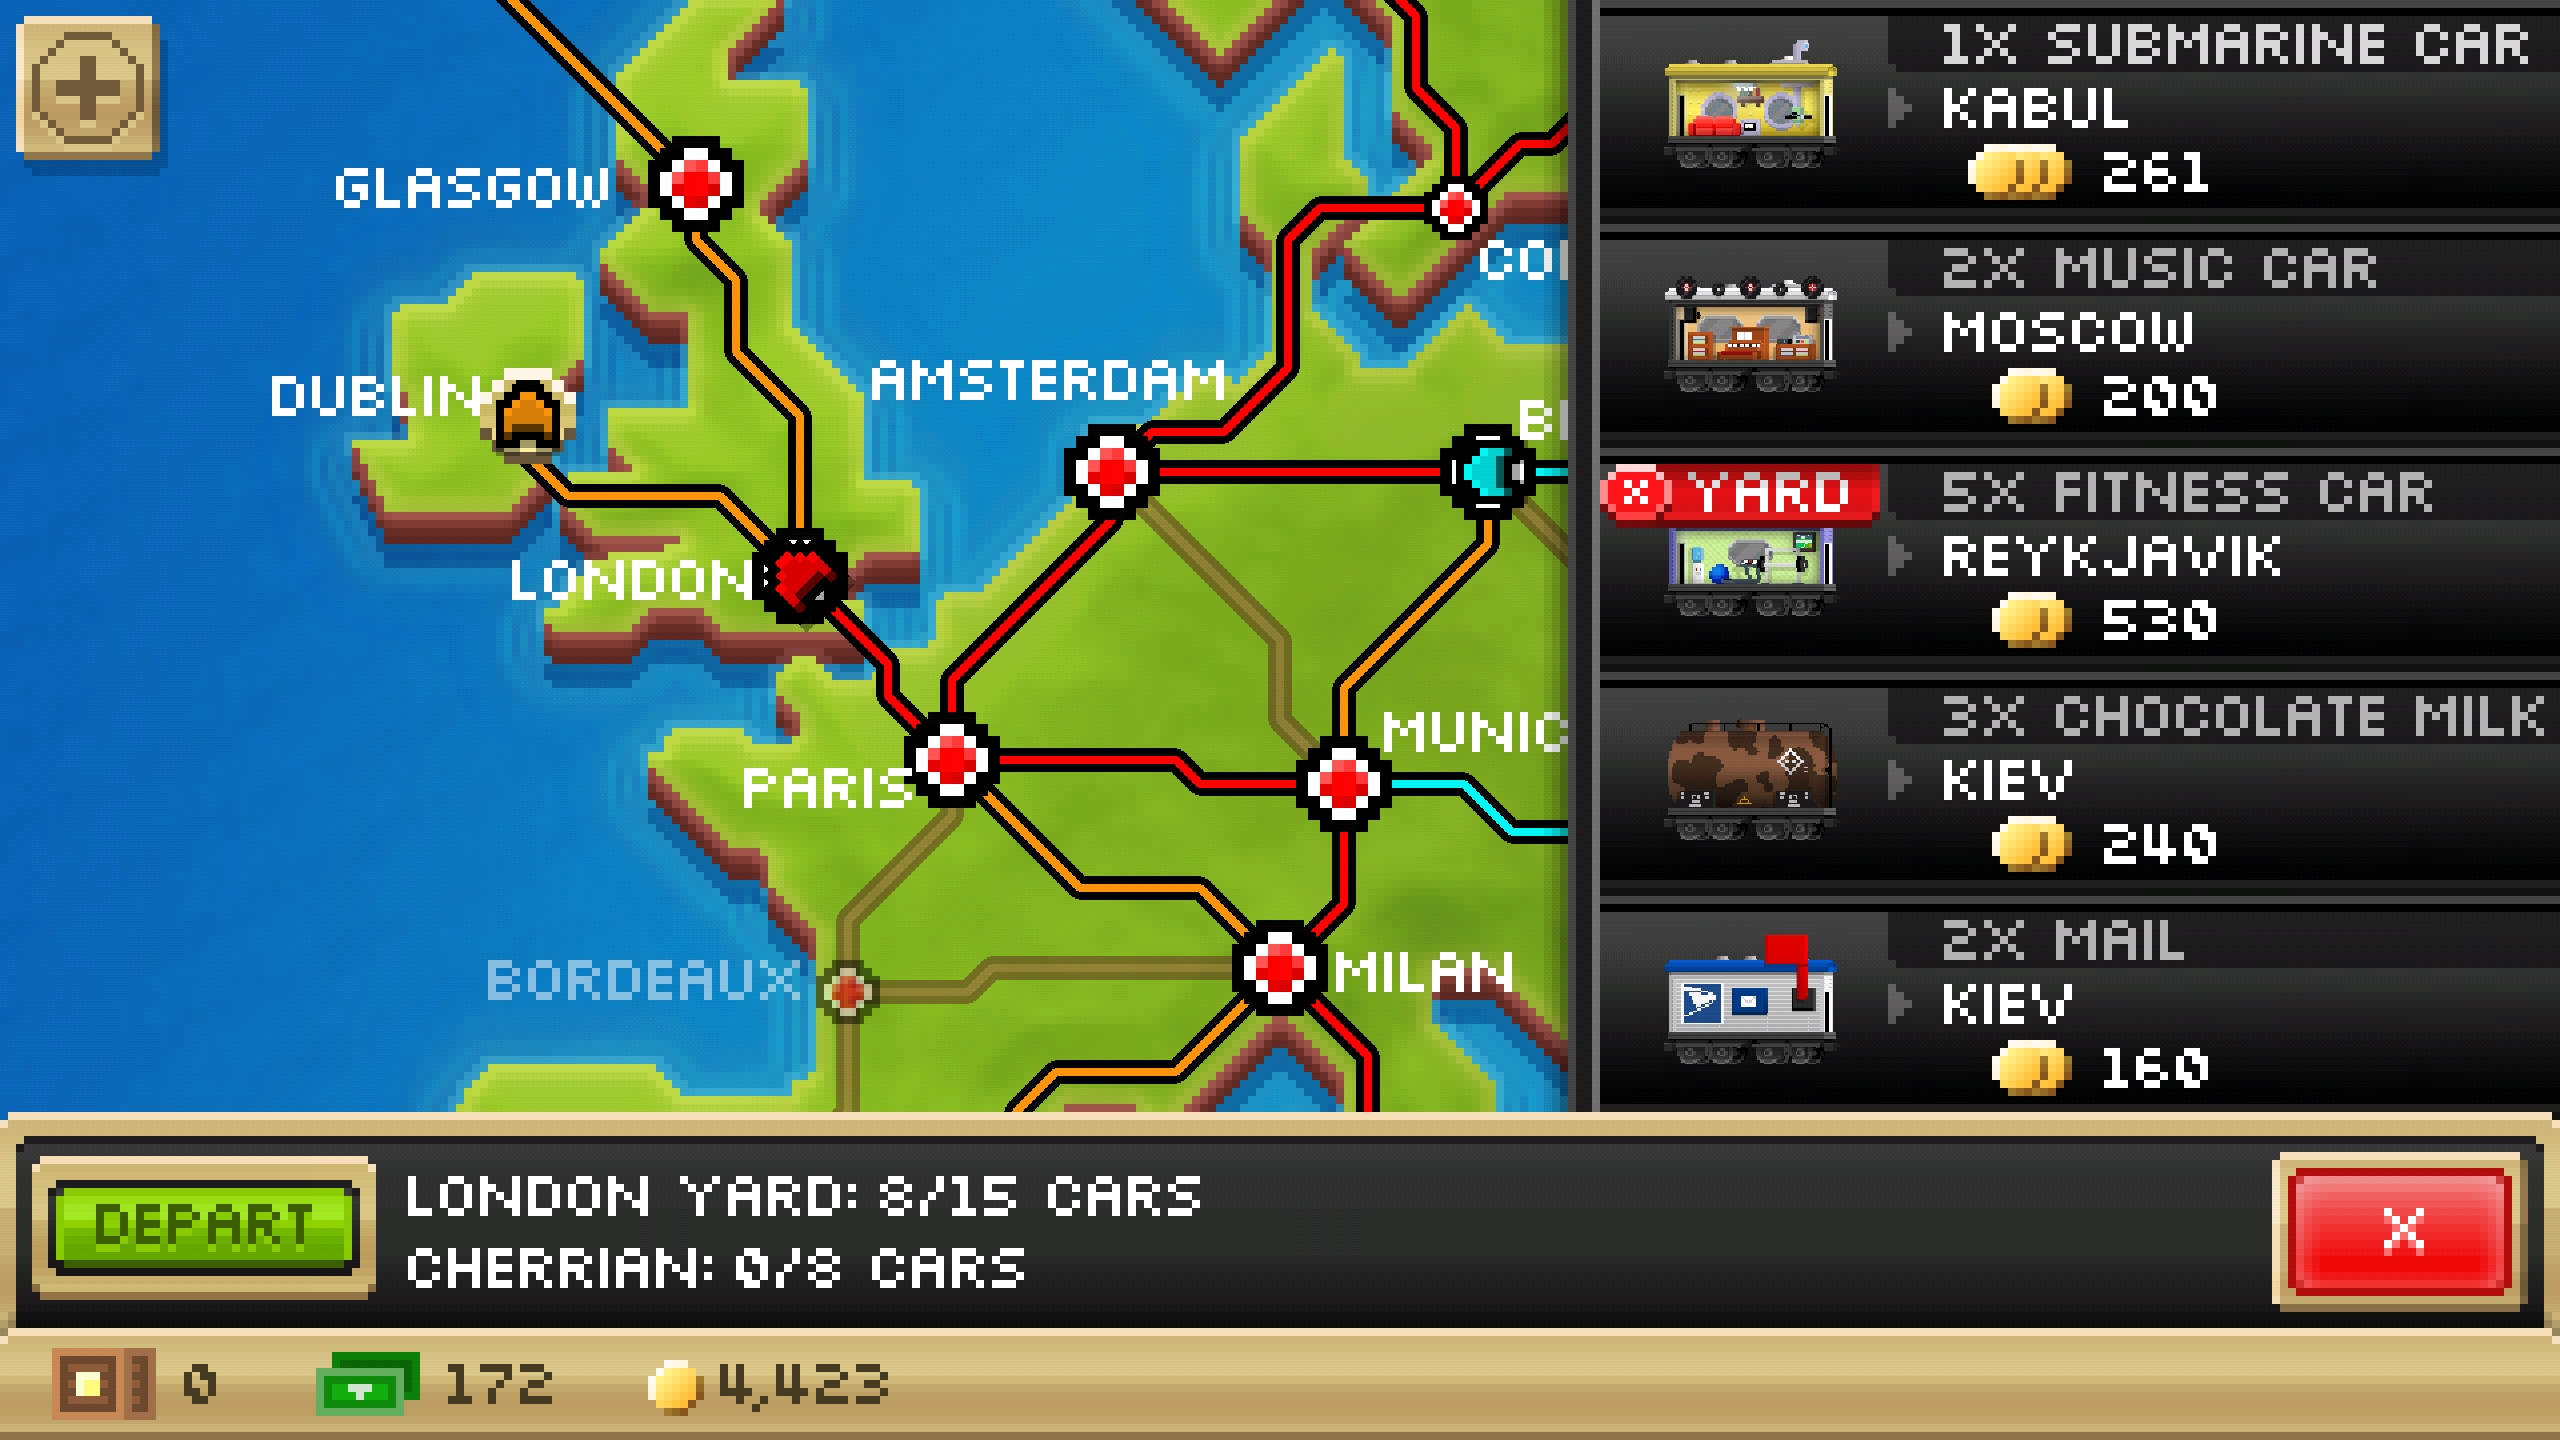 GLASGOW
DUBLIN
AMSTERDAM
LONDON
PARIS
MUNIC
BORDEAUX
MILAN
1X SUBMARINE CAR
KABUL
261
2X MUSIC CAR
MOSCOW
200
X YARD
5X FITNESS CAR
REYKJAVIK
530
3X CHOCOLATE MILK
KIEV
240
2X MAIL
KIEV
160
DEPART
LONDON YARD: 8/15 CARS
CHERRIAN: 0/8 CARS
X
0
172
4,423